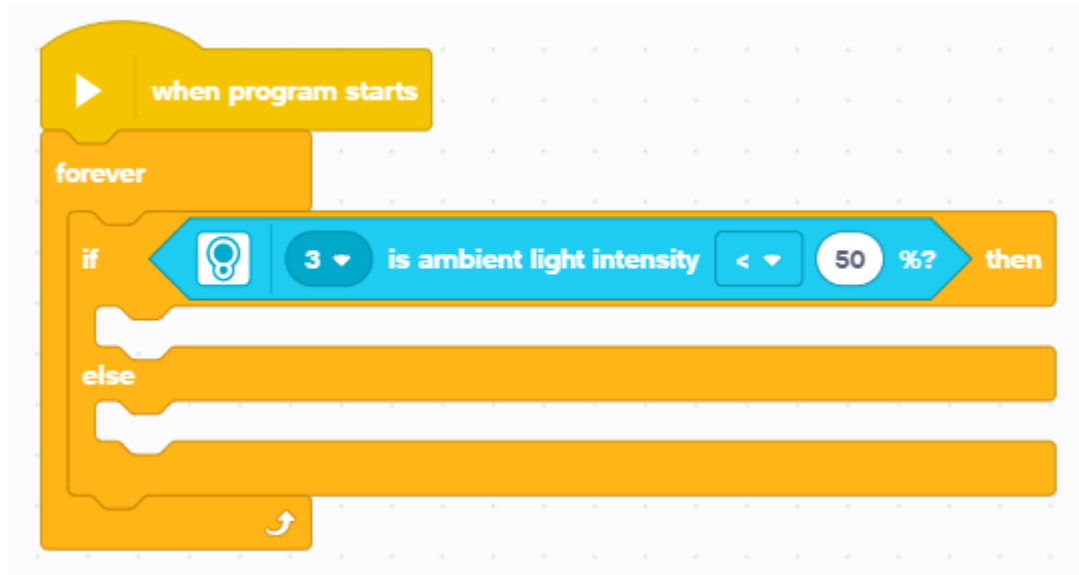 when program starts
forever
if 3 is ambient light intensity < 50 %? then
else